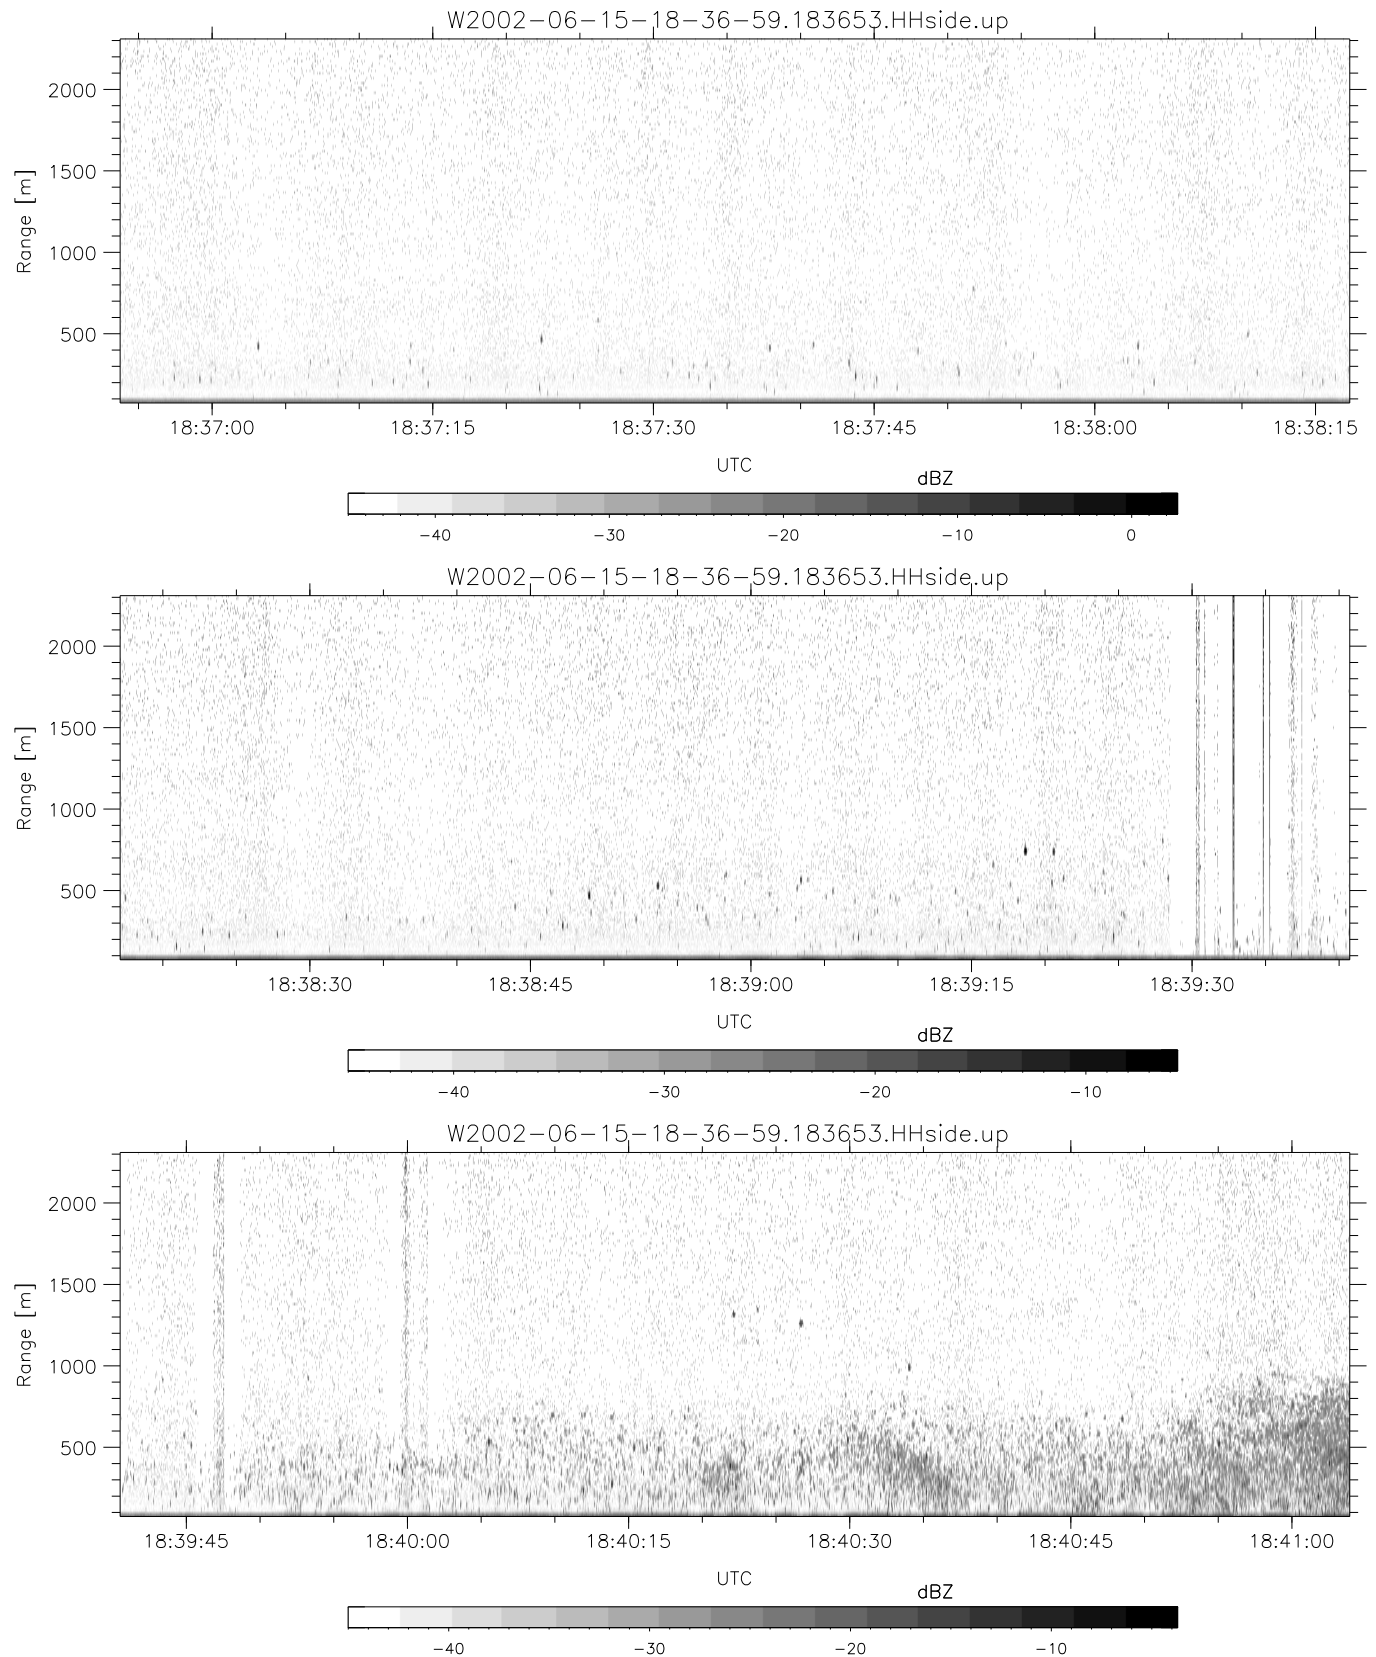 W2002-06-15-18-36-59.183653.HHside.up
2000
1500
1000
500
Range [m]
18:37:00 18:37:15 18:37:30 18:37:45 18:38:00 18:38:15
UTC
dBZ
-40 -30 -20 -10 0
W2002-06-15-18-36-59.183653.HHside.up
2000
1500
1000
500
Range [m]
18:38:30 18:38:45 18:39:00 18:39:15 18:39:30
UTC
dBZ
-40 -30 -20 -10
W2002-06-15-18-36-59.183653.HHside.up
2000
1500
1000
500
Range [m]
18:39:45 18:40:00 18:40:15 18:40:30 18:40:45 18:41:00
UTC
dBZ
-40 -30 -20 -10